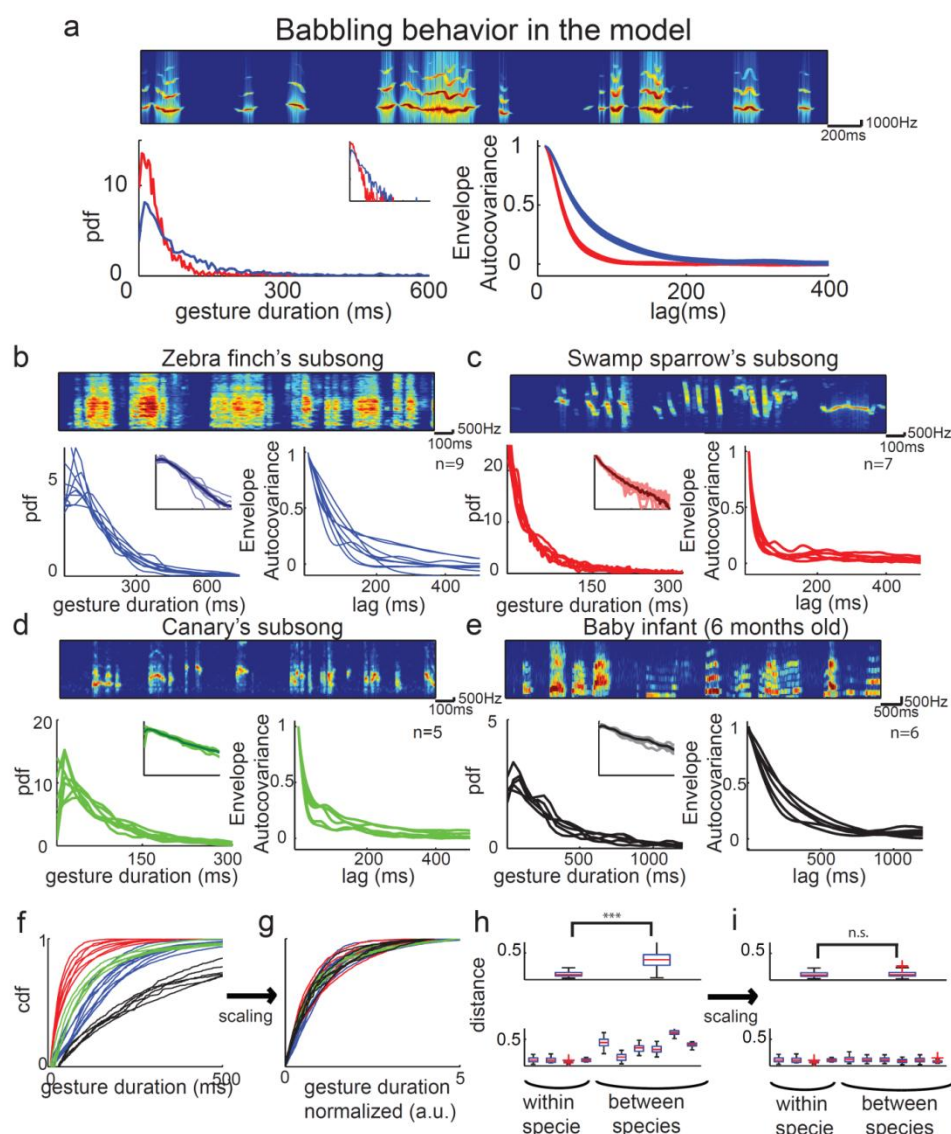 a
Babbling behavior in the model
1000Hz
200ms
10
pdf
0
0
300
600
gesture duration (ms)
Envelope
Autocovariance
1
0.5
0
0
200
400
lag(ms)
b
Zebra finch's subsong
500Hz
100ms
n=9
5
pdf
0
300
600
gesture duration (ms)
Envelope
Autocovariance
1
0.5
0
200
400
lag (ms)
c
Swamp sparrow's subsong
500Hz
100ms
n=7
20
pdf
10
0
150
300
gesture duration (ms)
Envelope
Autocovariance
1
0.5
0
200
400
lag (ms)
d
Canary's subsong
500Hz
100ms
n=5
20
15
pdf
10
5
0
150
300
gesture duration (ms)
Envelope
Autocovariance
1
0.5
0
200
400
lag (ms)
e
Baby infant (6 months old)
500Hz
500ms
n=6
5
pdf
0
500
1000
gesture duration (ms)
Envelope
Autocovariance
1
0.5
0
500
1000
lag (ms)
f
1
cdf
0
0
500
gesture duration
(ms)
scaling
g
0
5
gesture duration
normalized (a.u.)
h
***
0.5
distance
0.5
within
specie
between
species
scaling
i
n.s.
0.5
0.5
within
specie
between
species